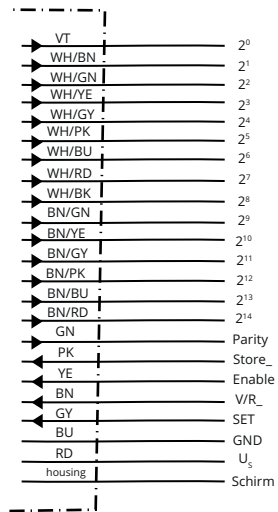 VT 2⁰
WH/BN 2¹
WH/GN 2²
WH/YE 2³
WH/GY 2⁴
WH/PK 2⁵
WH/BU 2⁶
WH/RD 2⁷
WH/BK 2⁸
BN/GN 2⁹
BN/YE 2¹⁰
BN/GY 2¹¹
BN/PK 2¹²
BN/BU 2¹³
BN/RD 2¹⁴
GN Parity
PK Store_
YE Enable
BN V/R_
GY SET
BU GND
RD Uₛ
housing Schirm